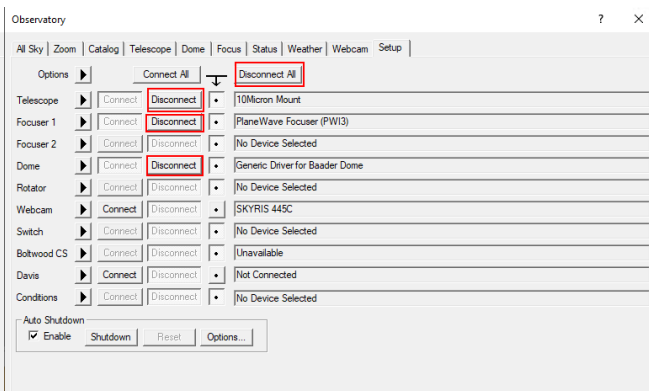 Observatory ? ×
All Sky Zoom Catalog Telescope Dome Focus Status Weather Webcam Setup
Options Connect All Disconnect All
Telescope Connect Disconnect 10Micron Mount
Focuser 1 Connect Disconnect PlaneWave Focuser (PWI3)
Focuser 2 Connect Disconnect No Device Selected
Dome Connect Disconnect Generic Driver for Baader Dome
Rotator Connect Disconnect No Device Selected
Webcam Connect Disconnect SKYRIS 445C
Switch Connect Disconnect No Device Selected
Boltwood CS Connect Disconnect Unavailable
Davis Connect Disconnect Not Connected
Conditions Connect Disconnect No Device Selected
Auto Shutdown
Enable Shutdown Reset Options...